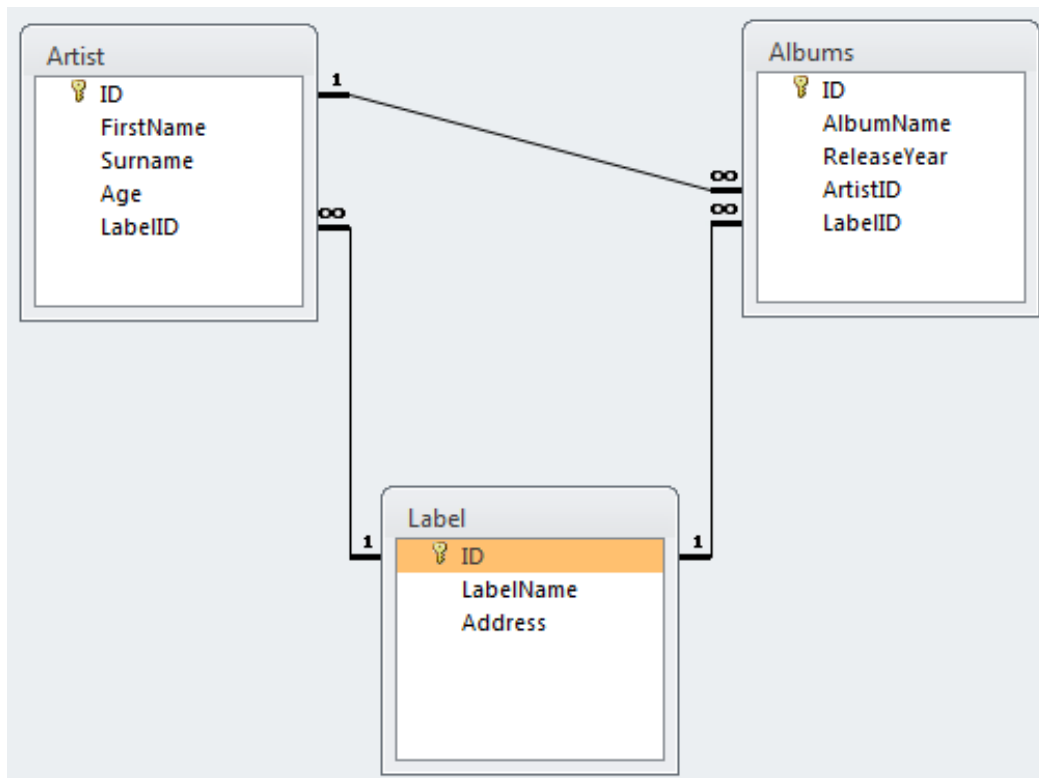 Artist
ID
FirstName
Surname
Age
LabelID
1
∞
Albums
ID
AlbumName
ReleaseYear
ArtistID
LabelID
∞
∞
Label
ID
LabelName
Address
1
1